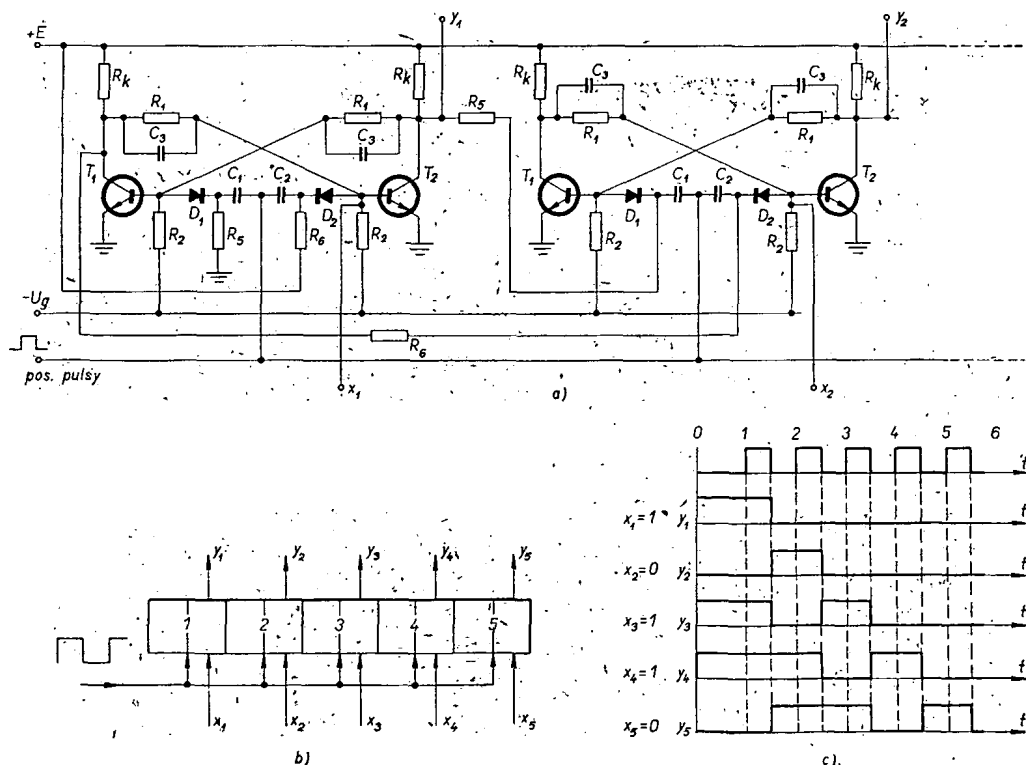 y₁ y₂
+E
Rₖ Rₖ Rₖ C₃ C₃ Rₖ
R₁ R₁ R₅ R₁ R₁
C₃ C₃
T₁ C₁ C₂ T₂ T₁ C₁ C₂ T₂
D₁ D₂ D₁ D₂
R₂ R₅ R₆ R₂ R₂ R₂
-Ug
R₆
pos. pulsy
x₁ a) x₂
0 1 2 3 4 5 6
t
x₁=1 y₁ t
x₂=0 y₂ t
x₃=1 y₃ t
x₄=1 y₄ t
x₅=0 y₅ t
c)
y₁ y₂ y₃ y₄ y₅
1 2 3 4 5
x₁ x₂ x₃ x₄ x₅
b)